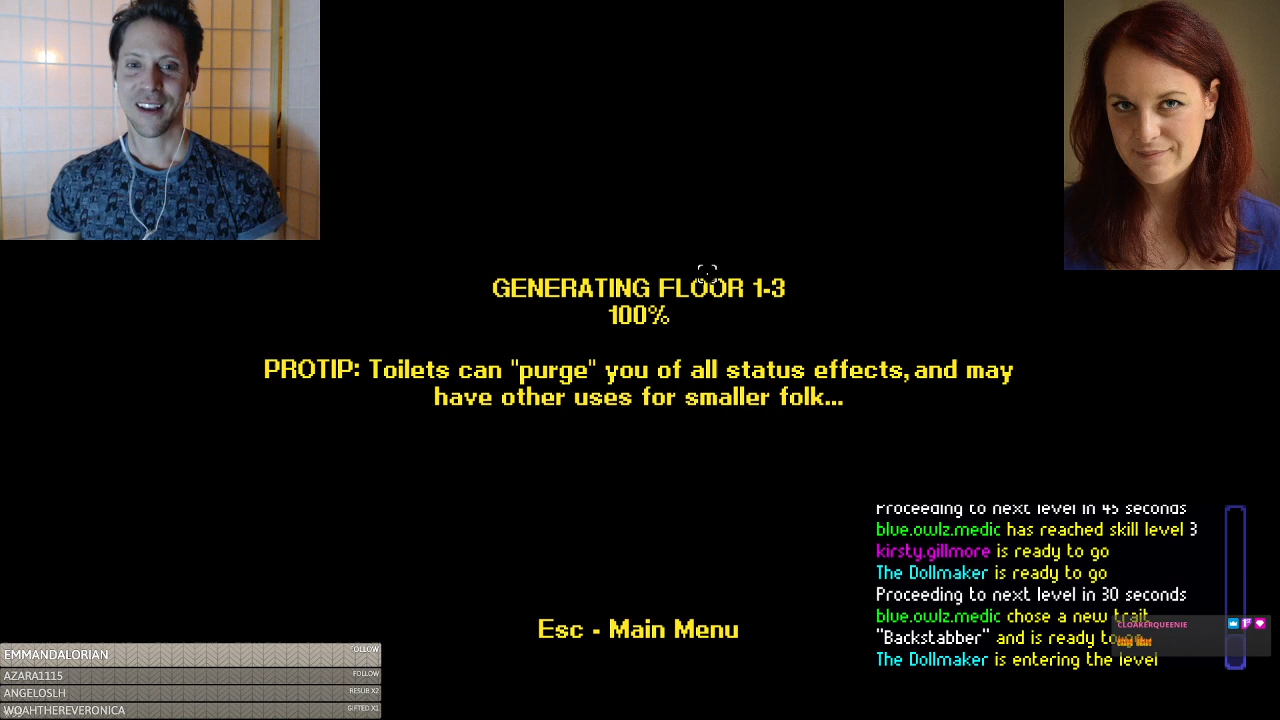 GENERATING FLOOR 1-3
100%
PROTIP: Toilets can "purge" you of all status effects, and may
have other uses for smaller folk...
Esc - Main Menu
Proceeding to next level in 45 seconds
blue.owlz.medic has reached skill level 3
kirsty.gillmore is ready to go
The Dollmaker is ready to go
Proceeding to next level in 30 seconds
blue.owlz.medic chose a new trait
"Backstabber" and is ready to
The Dollmaker is entering the level
CLOAKERQUEENIE
EMMANDALORIAN FOLLOW
AZARA1115 FOLLOW
ANGELOSLH RESUB X2
WOAHTHEREVERONICA GIFTED X1